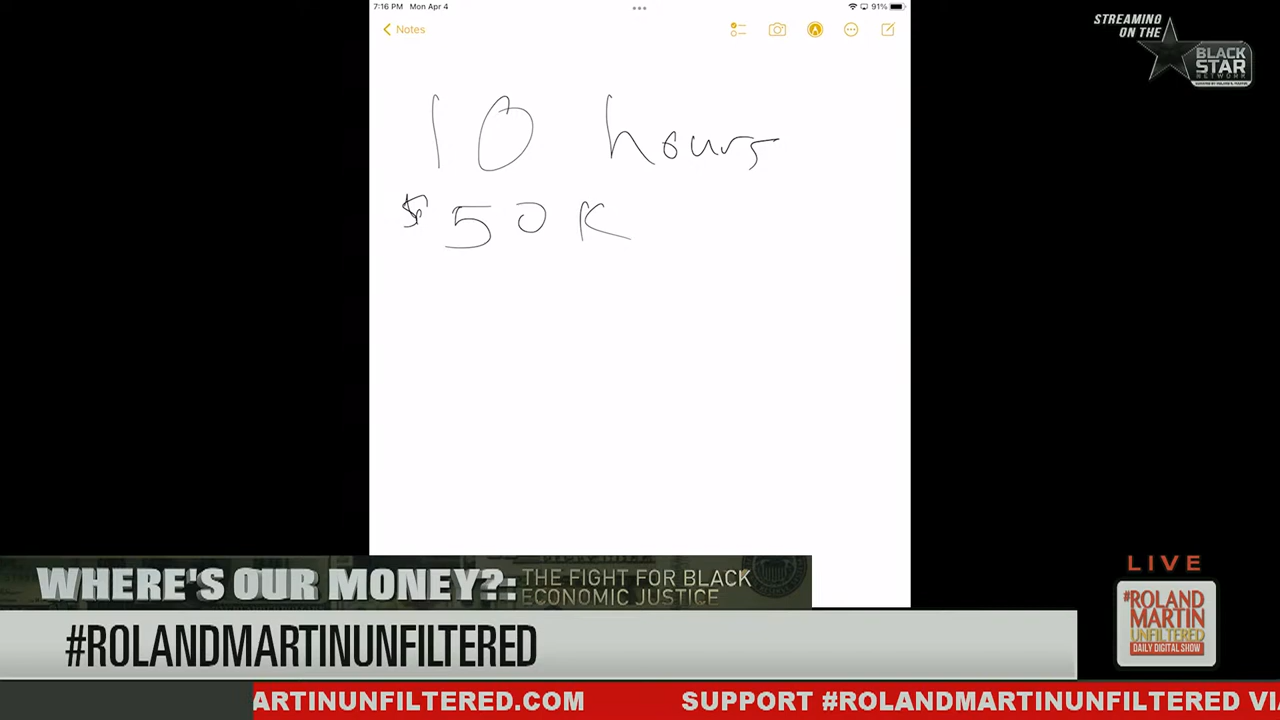 7:16 PM Mon Apr 4
91%
Notes
STREAMING
ON THE
BLACK
STAR
NETWORK
10 hours
$50K
WHERE'S OUR MONEY?: THE FIGHT FOR BLACK
ECONOMIC JUSTICE
#ROLANDMARTINUNFILTERED
LIVE
#ROLAND
MARTIN
UNFILTERED
DAILY DIGITAL SHOW
ARTINUNFILTERED.COM SUPPORT #ROLANDMARTINUNFILTERED VIA